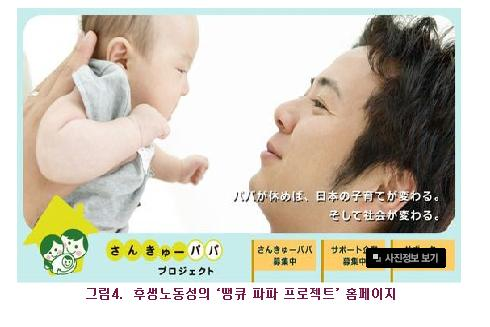 パパが休めば、日本の子育てが変わる。
そして社会が変わる。
さんきゅーパパ
プロジェクト
さんきゅーパパ
募集中
サポート企業
募集中
사진정보 보기
그림4. 후생노동성의 ‘땡큐 파파 프로젝트’ 홈페이지